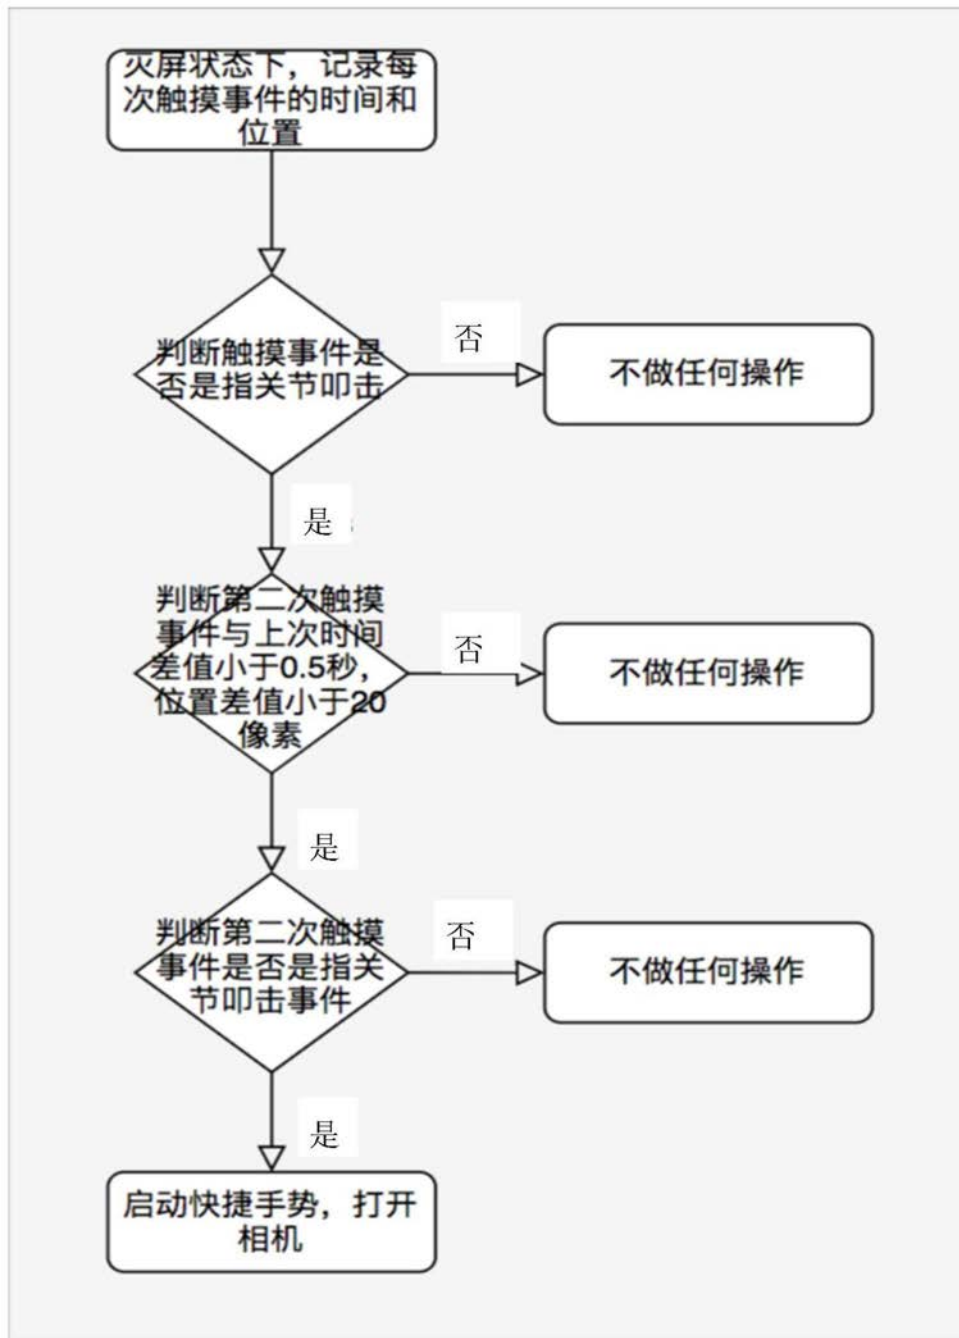 灭屏状态下，记录每
次触摸事件的时间和
位置
判断触摸事件是
否是指关节叩击
否
不做任何操作
是
判断第二次触摸
事件与上次时间
差值小于0.5秒，
位置差值小于20
像素
否
不做任何操作
是
判断第二次触摸
事件是否是指关
节叩击事件
否
不做任何操作
是
启动快捷手势，打开
相机